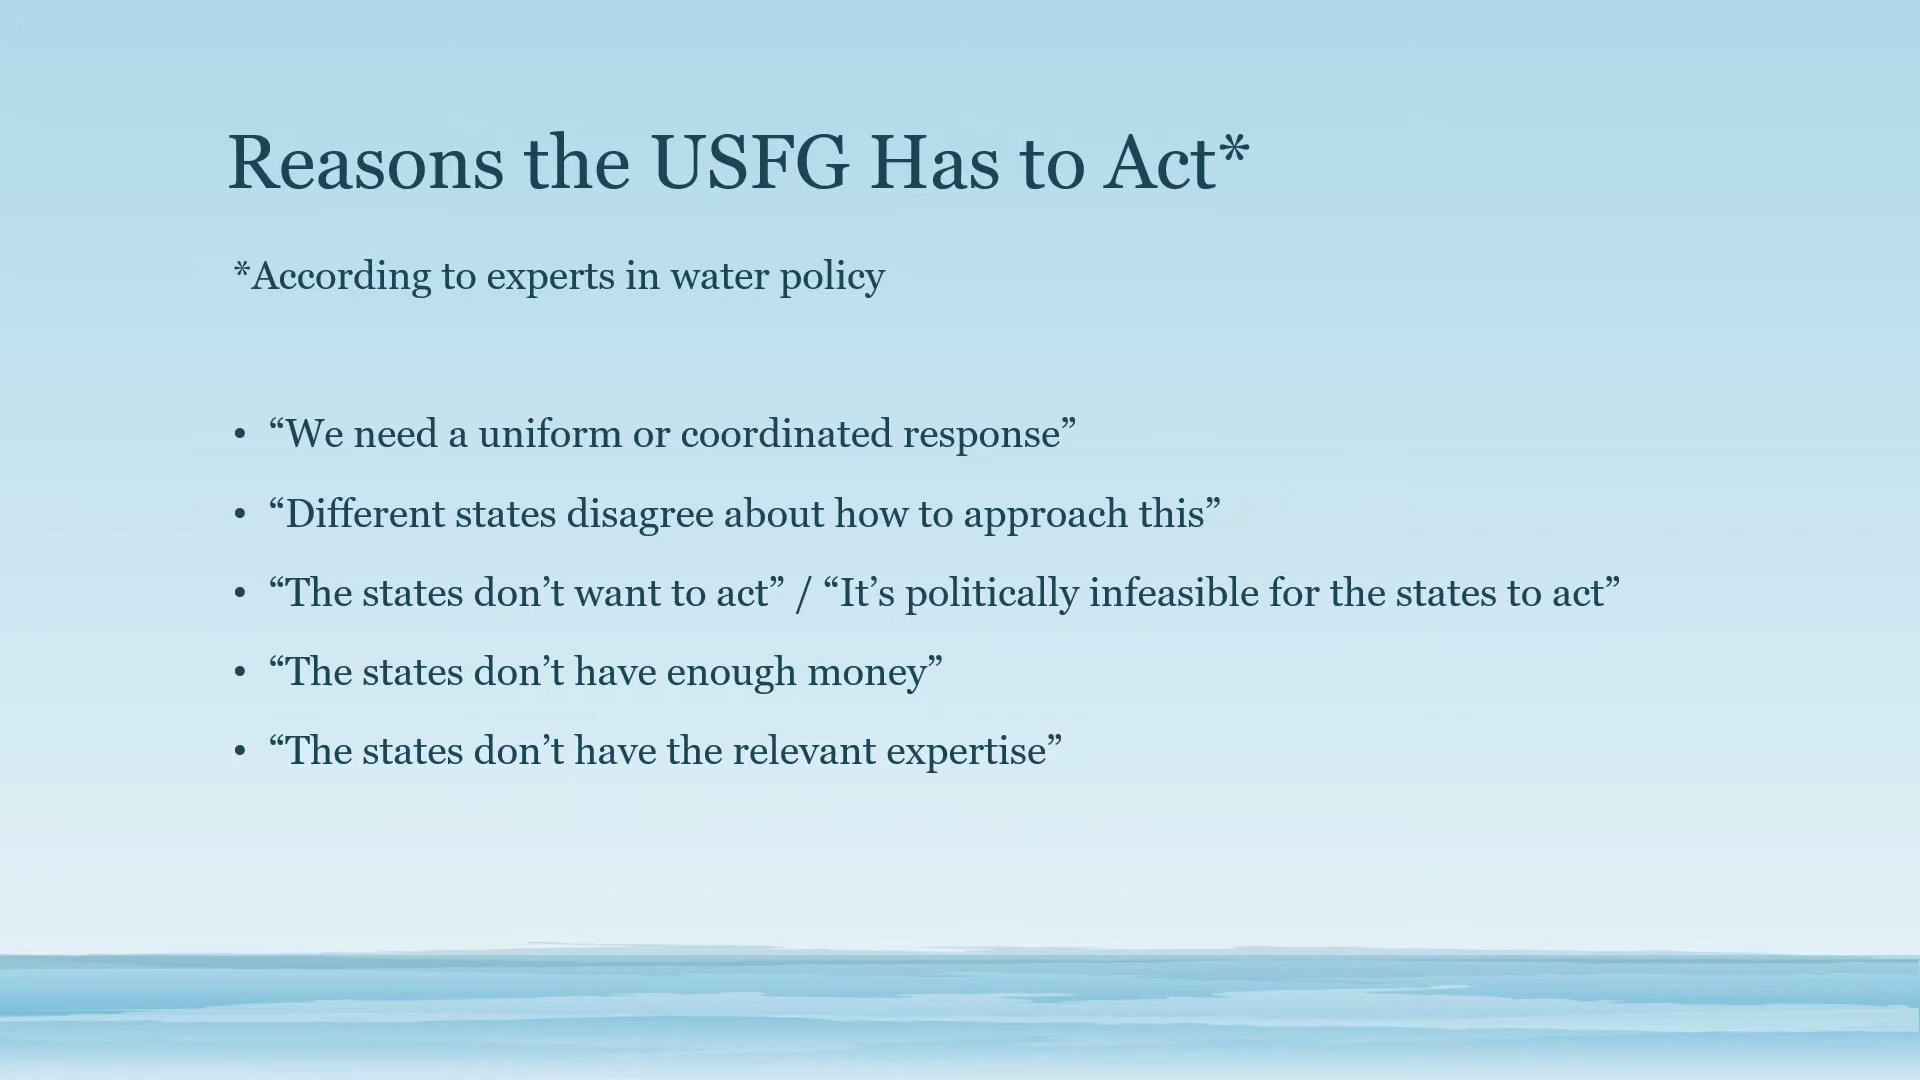 Reasons the USFG Has to Act*
*According to experts in water policy
• “We need a uniform or coordinated response”
• “Different states disagree about how to approach this”
• “The states don’t want to act” / “It’s politically infeasible for the states to act”
• “The states don’t have enough money”
• “The states don’t have the relevant expertise”